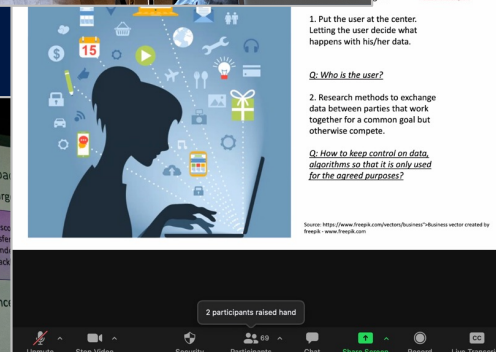 15
$
1. Put the user at the center.
Letting the user decide what
happens with his/her data.
Q: Who is the user?
2. Research methods to exchange
data between parties that work
together for a common goal but
otherwise compete.
Q: How to keep control on data,
algorithms so that it is only used
for the agreed purposes?
Source: https://www.freepik.com/vectors/business">Business vector created by
freepik - www.freepik.com
2 participants raised hand
69
CC
Unmute Stop Video Security Participants Chat Share Screen Record Live Transcript